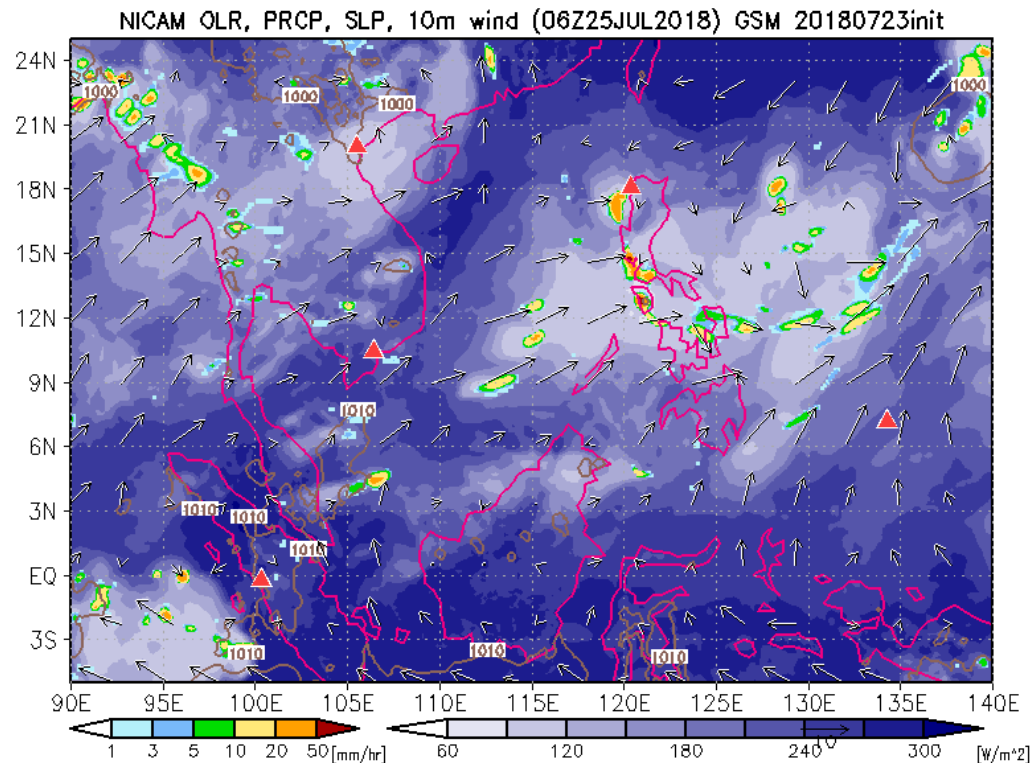 NICAM OLR, PRCP, SLP, 10m wind (06Z25JUL2018) GSM 20180723init
24N
21N
18N
15N
12N
9N
6N
3N
EQ
3S
1000
1000
1000
1000
1010
1010
1010
1010
1010
1010
1010
90E 95E 100E 105E 110E 115E 120E 125E 130E 135E 140E
1 3 5 10 20 50 [mm/hr]
60 120 180 240 300 [W/m^2]
10